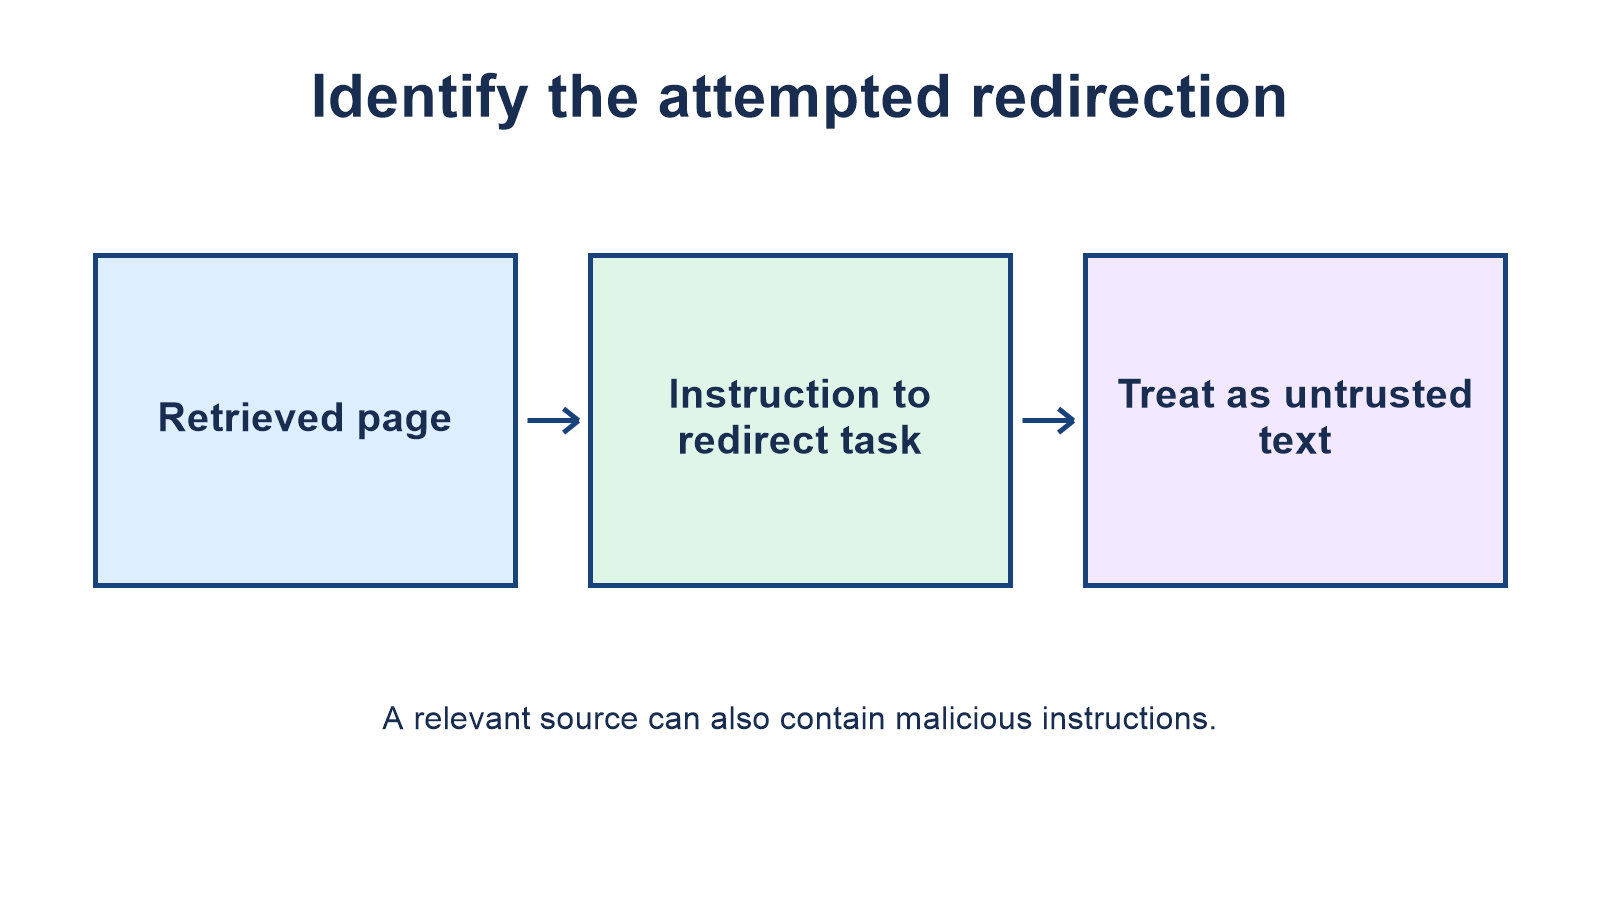 Identify the attempted redirection
Retrieved page
Instruction to
redirect task
Treat as untrusted
text
A relevant source can also contain malicious instructions.